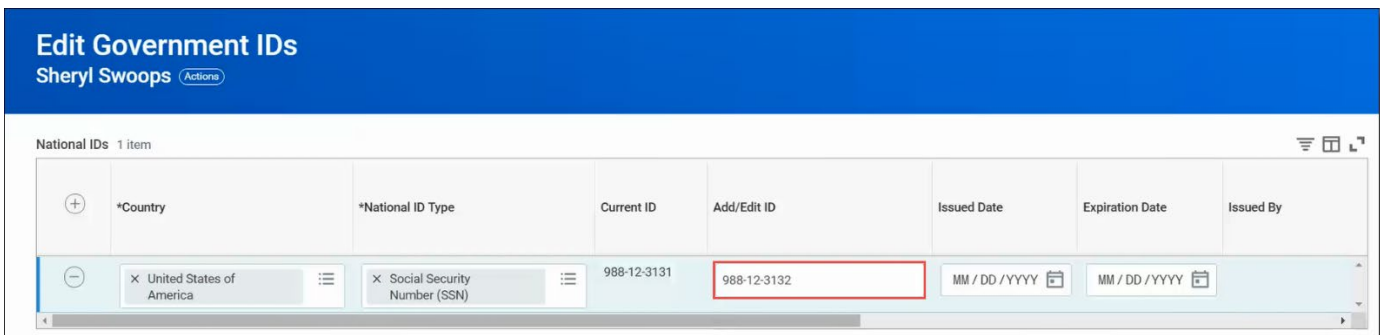 Edit Government IDs
Sheryl Swoops Actions
National IDs 1 item
*Country *National ID Type Current ID Add/Edit ID Issued Date Expiration Date Issued By
× United States of America × Social Security Number (SSN) 988-12-3131 988-12-3132 MM / DD / YYYY MM / DD / YYYY